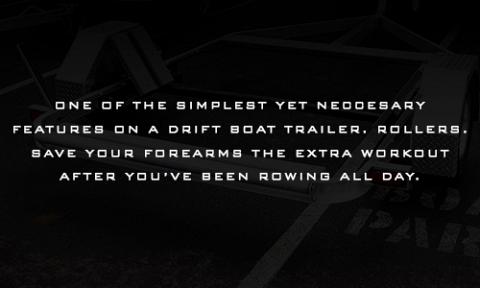 ONE OF THE SIMPLEST YET NECCESARY
FEATURES ON A DRIFT BOAT TRAILER. ROLLERS.
SAVE YOUR FOREARMS THE EXTRA WORKOUT
AFTER YOU'VE BEEN ROWING ALL DAY.